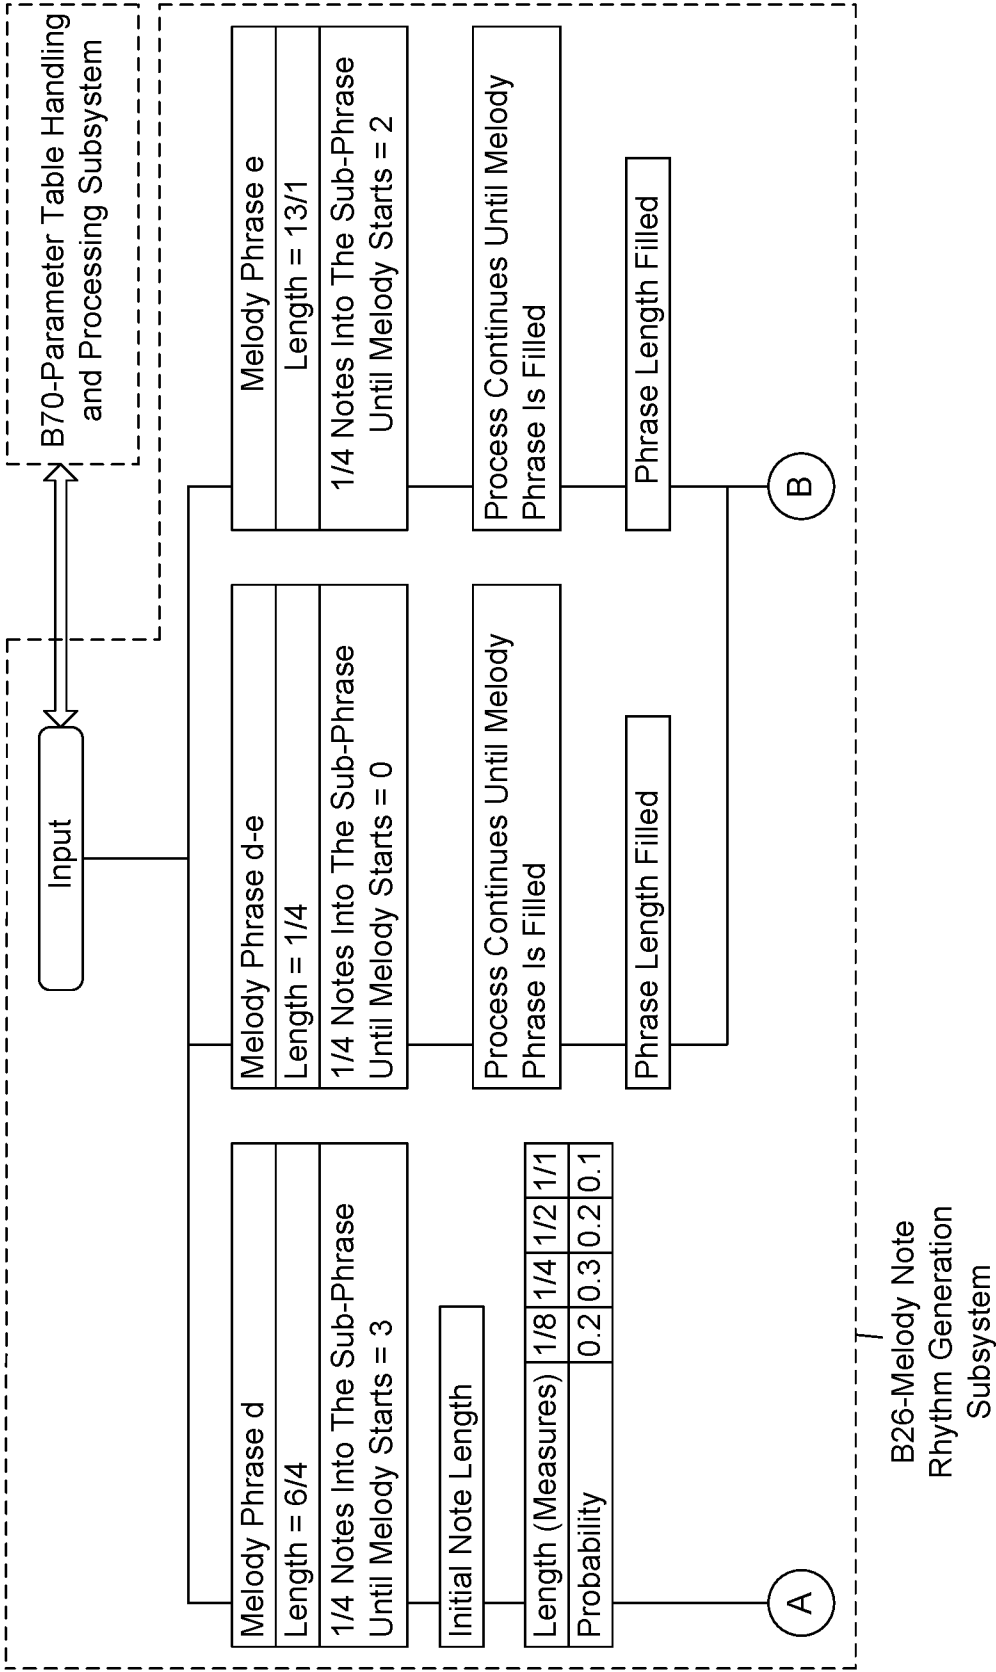 B70-Parameter Table Handling
and Processing Subsystem
Input
Melody Phrase d
Length = 6/4
1/4 Notes Into The Sub-Phrase
Until Melody Starts = 3
Initial Note Length
Length (Measures) 1/8 1/4 1/2 1/1
Probability 0.2 0.3 0.2 0.1
A
Melody Phrase d-e
Length = 1/4
1/4 Notes Into The Sub-Phrase
Until Melody Starts = 0
Process Continues Until Melody
Phrase Is Filled
Phrase Length Filled
Melody Phrase e
Length = 13/1
1/4 Notes Into The Sub-Phrase
Until Melody Starts = 2
Process Continues Until Melody
Phrase Is Filled
Phrase Length Filled
B
B26-Melody Note
Rhythm Generation
Subsystem